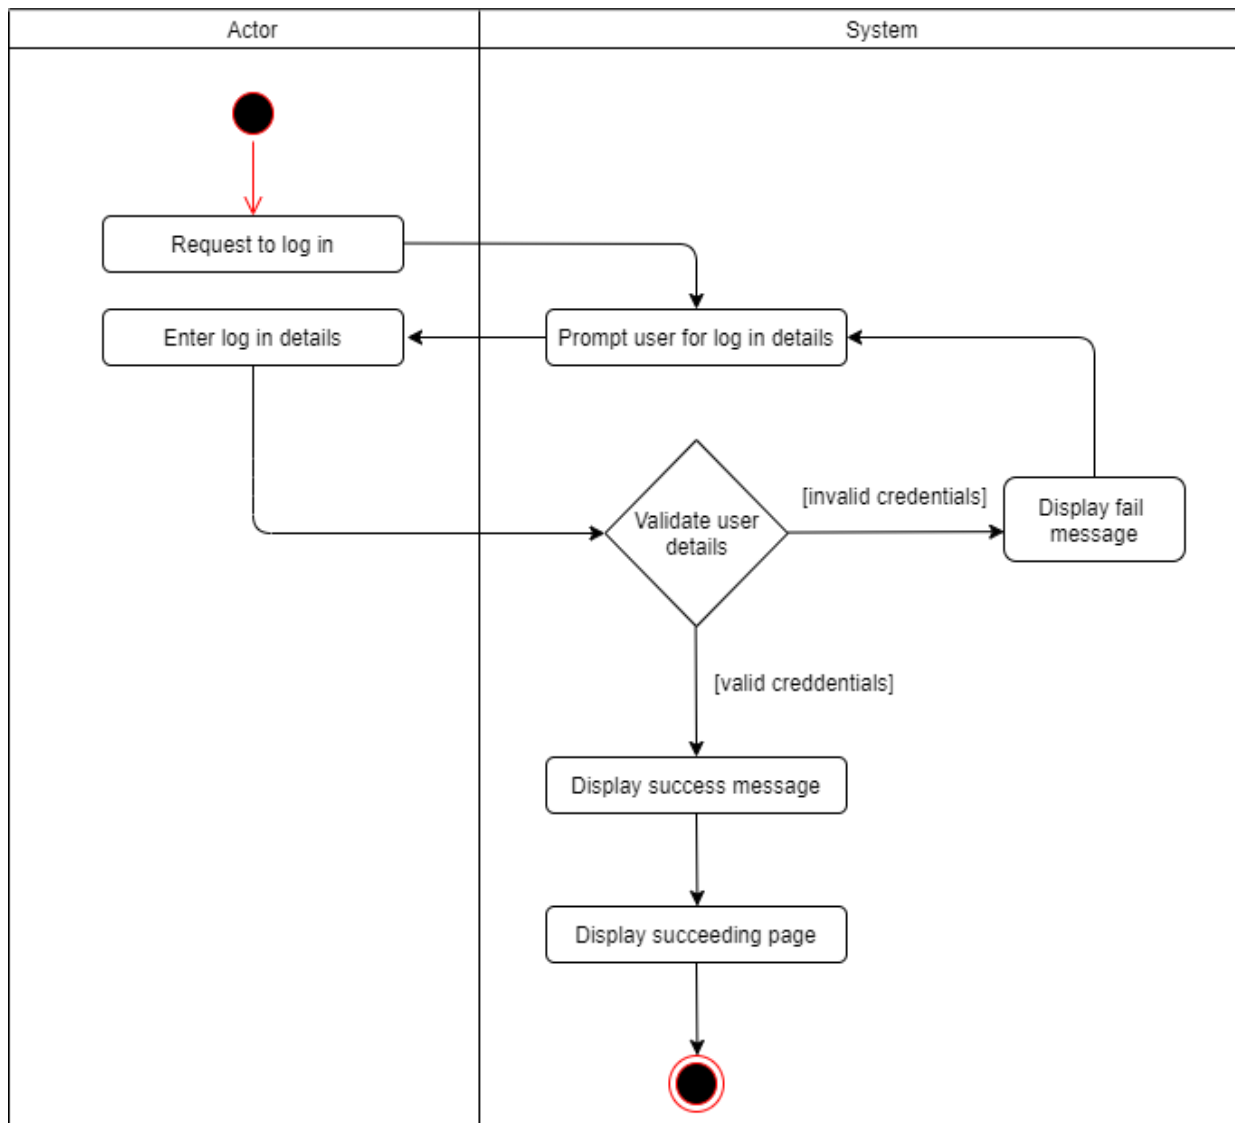 Actor
System
Request to log in
Enter log in details
Prompt user for log in details
[invalid credentials]
Display fail
message
Validate user
details
[valid creddentials]
Display success message
Display succeeding page